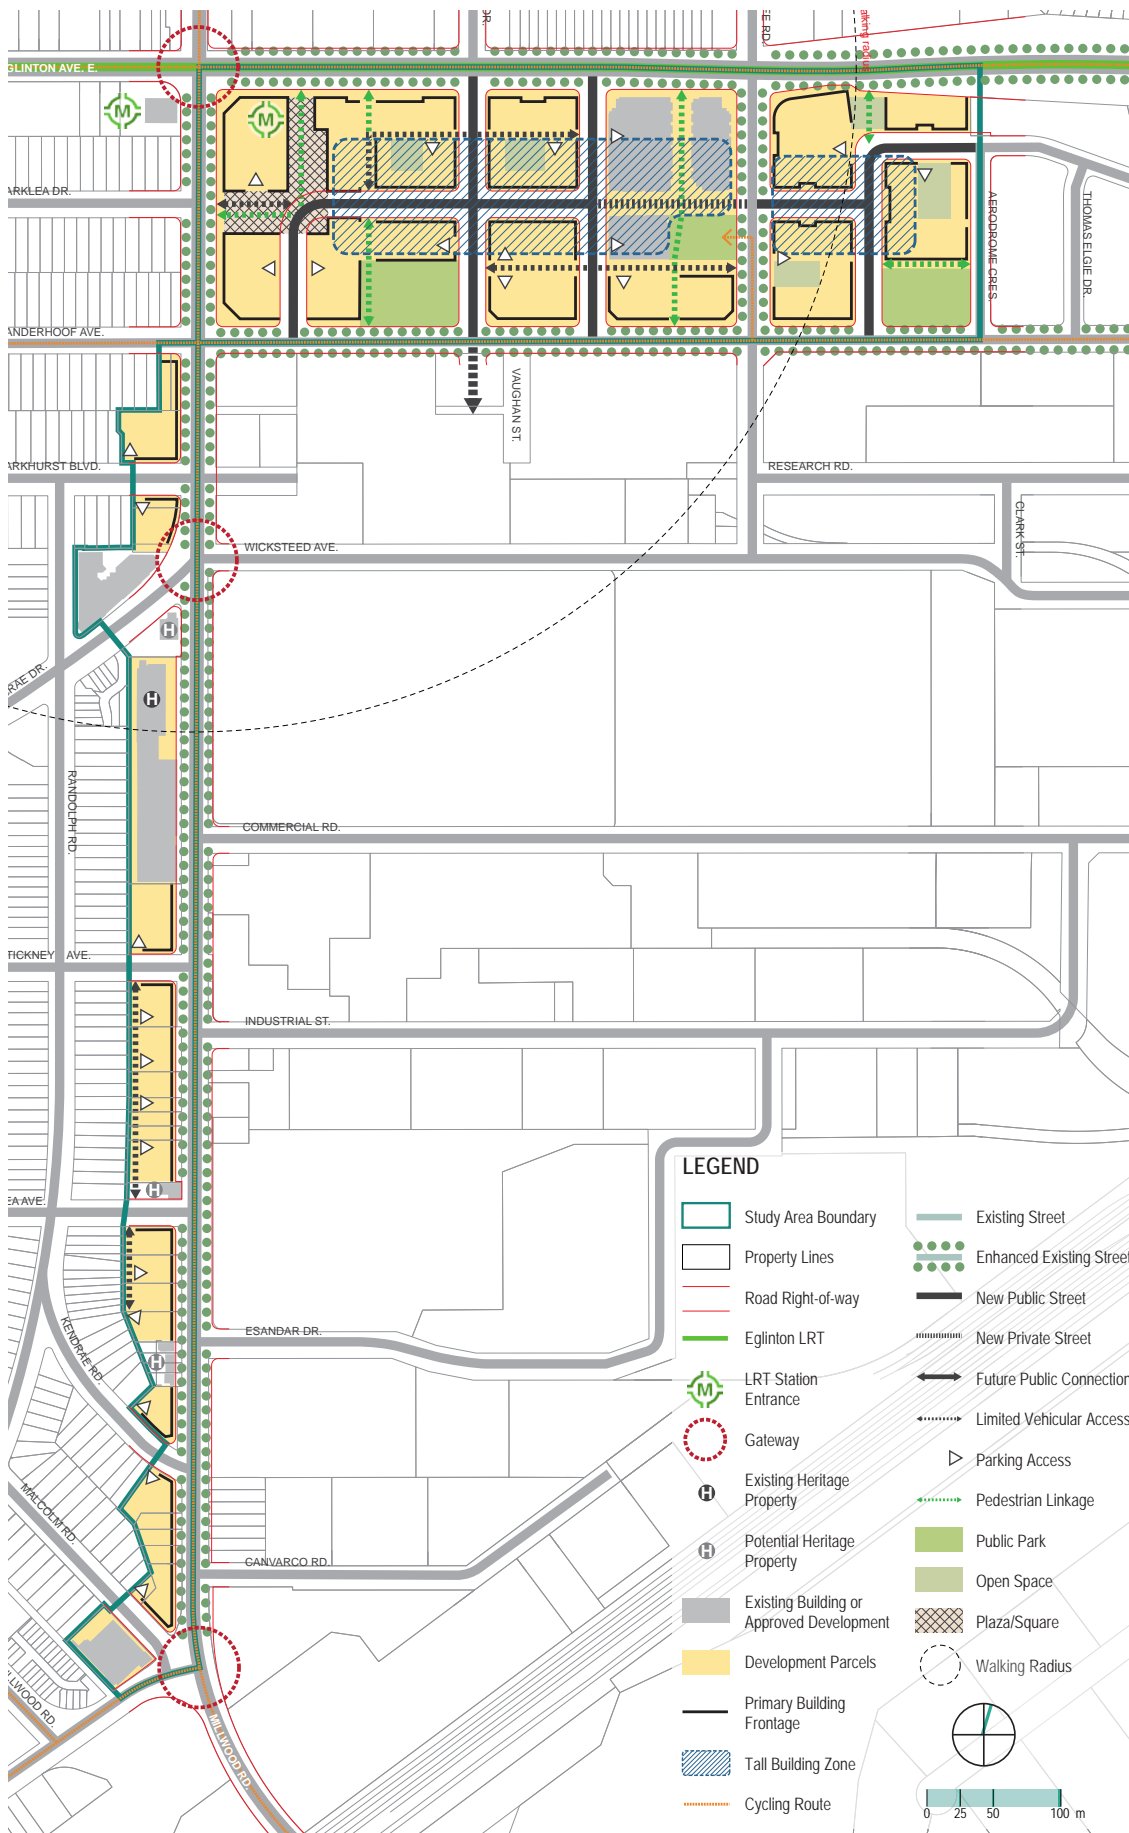 DR.
E RD.
alking radiu
GLINTON AVE. E.
M
M
ARKLEA DR.
AERODROME CRES.
THOMAS ELGIE DR.
ANDERHOOF AVE.
VAUGHAN ST.
ARKHURST BLVD.
RESEARCH RD.
CLARK ST.
WICKSTEED AVE.
H
RAE DR.
H
RANDOLPH RD.
COMMERCIAL RD.
TICKNEY AVE.
INDUSTRIAL ST.
H
EA AVE.
KENDRAE RD.
ESANDAR DR.
H
MALCOLM RD.
CANVARCO RD.
LLWOOD RD.
MILLWOOD RD.
LEGEND
Study Area Boundary
Property Lines
Road Right-of-way
Eglinton LRT
M
LRT Station
Entrance
Gateway
H
Existing Heritage
Property
H
Potential Heritage
Property
Existing Building or
Approved Development
Development Parcels
Primary Building
Frontage
Tall Building Zone
Cycling Route
Existing Street
Enhanced Existing Street
New Public Street
New Private Street
Future Public Connection
Limited Vehicular Access
Parking Access
Pedestrian Linkage
Public Park
Open Space
Plaza/Square
Walking Radius
0 25 50 100 m